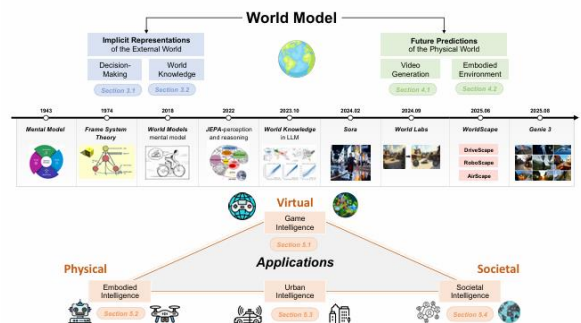 World Model
Implicit Representations
of the External World
Future Predictions
of the Physical World
Decision-
Making
World
Knowledge
Video
Generation
Embodied
Environment
Section 3.1
Section 3.2
Section 4.1
Section 4.2
1943
1974
2018
2022
2023.10
2024.02
2024.09
2025.06
2025.08
Mental Model
Frame System
Theory
World Models
mental model
JEPA-perception
and reasoning
World Knowledge
in LLM
Sora
World Labs
WorldScape
Genie 3
DriveScape
RoboScape
AirScape
Virtual
Game
Intelligence
Section 5.1
Applications
Physical
Societal
Embodied
Intelligence
Urban
Intelligence
Societal
Intelligence
Section 5.2
Section 5.3
Section 5.4